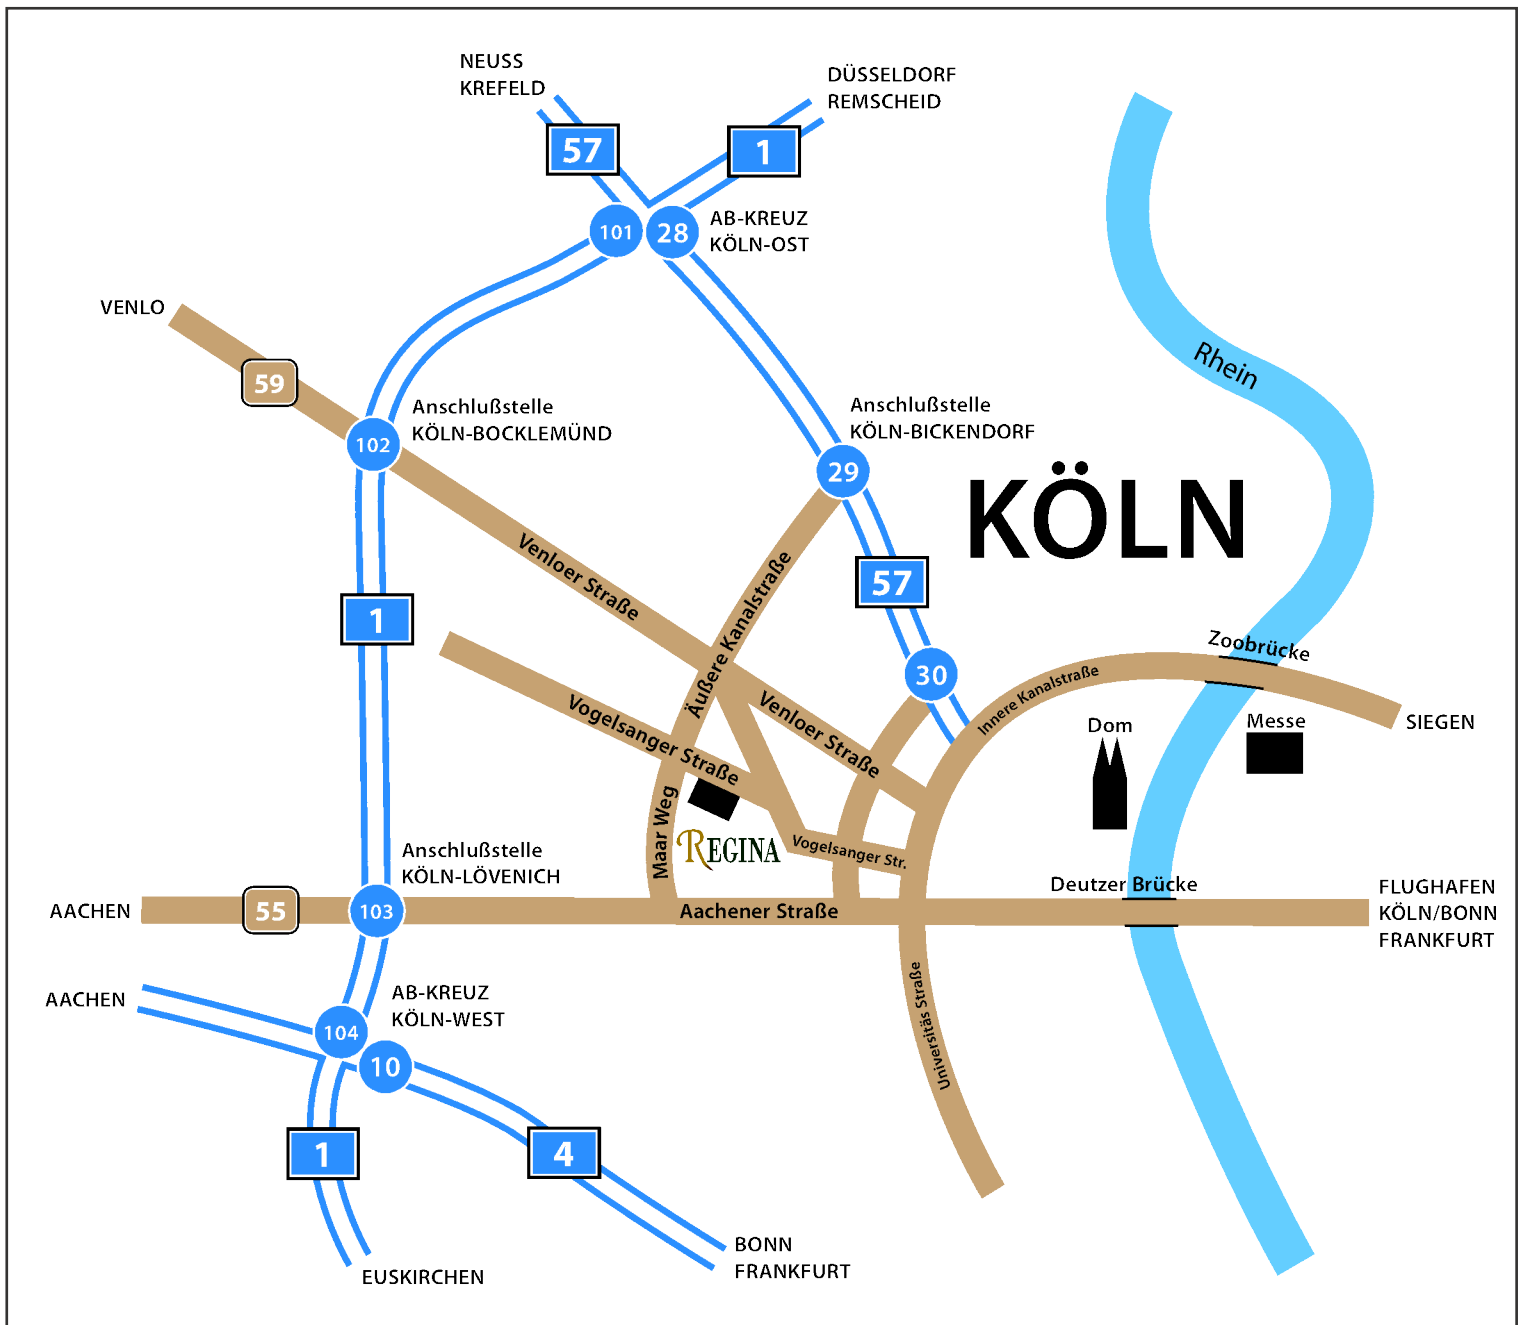 NEUSS
KREFELD
DÜSSELDORF
REMSCHEID
57
1
101
28
AB-KREUZ
KÖLN-OST
VENLO
59
Rhein
Anschlußstelle
KÖLN-BOCKLEMÜND
102
Anschlußstelle
KÖLN-BICKENDORF
29
KÖLN
Venloer Straße
Äußere Kanalstraße
57
1
30
Zoobrücke
Innere Kanalstraße
SIEGEN
Vogelsanger Straße
Venloer Straße
Dom
Messe
Maar Weg
REGINA
Vogelsanger Str.
Anschlußstelle
KÖLN-LÖVENICH
Deutzer Brücke
AACHEN
55
103
Aachener Straße
FLUGHAFEN
KÖLN/BONN
FRANKFURT
AACHEN
AB-KREUZ
KÖLN-WEST
104
10
Universitäs Straße
1
4
BONN
FRANKFURT
EUSKIRCHEN